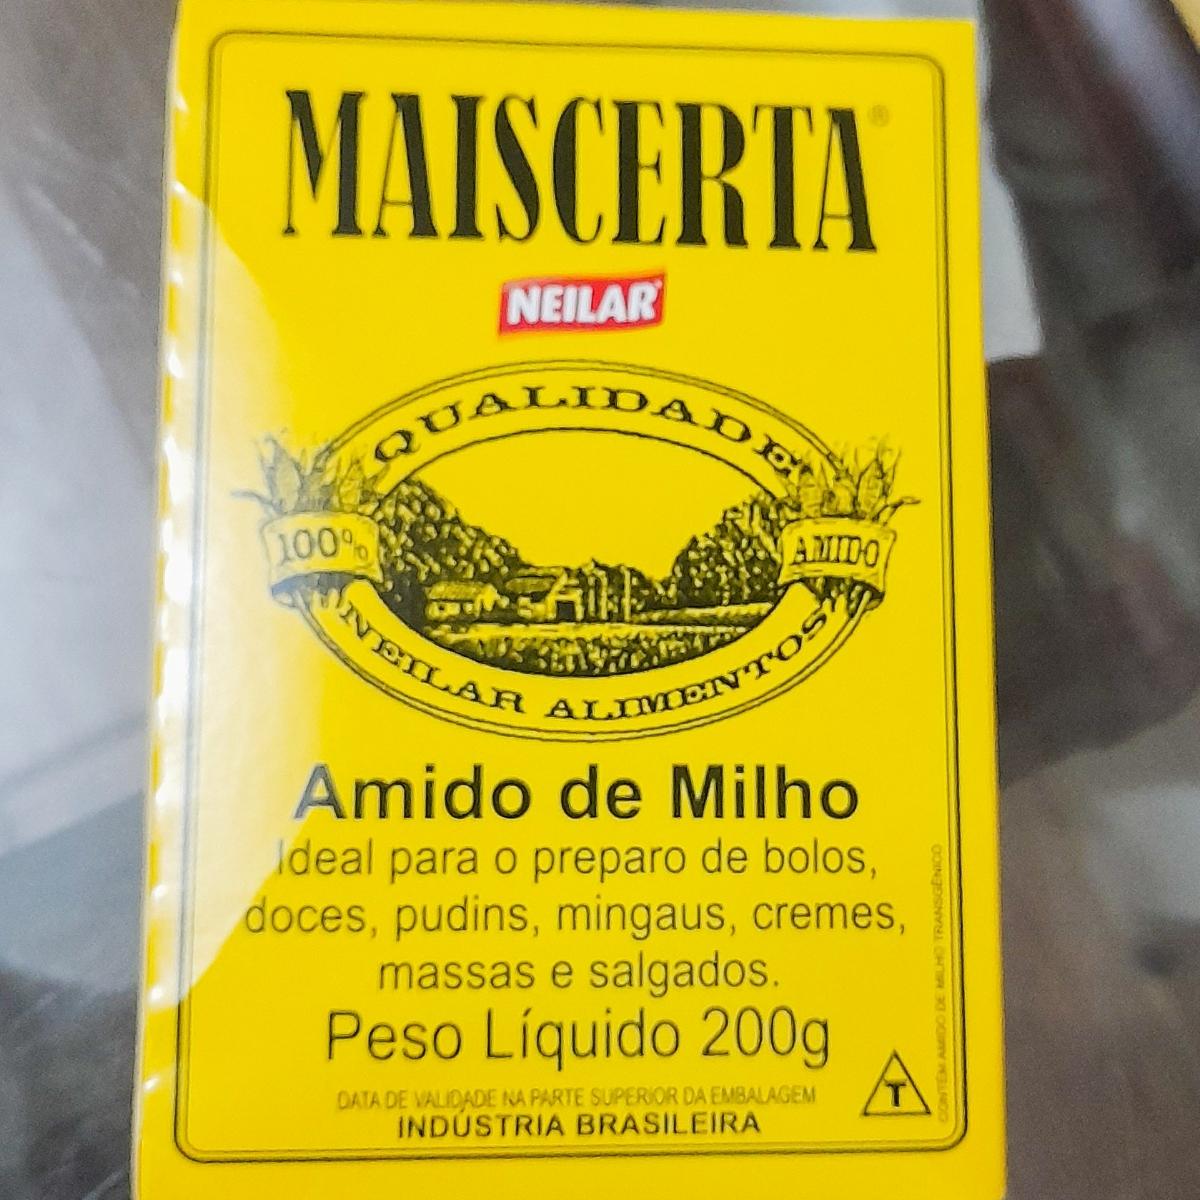 MAISCERTA®
NEILAR
QUALIDADE
100%
AMIDO
NEILAR ALIMENTOS
Amido de Milho
Ideal para o preparo de bolos,
doces, pudins, mingaus, cremes,
massas e salgados.
Peso Líquido 200g
DATA DE VALIDADE NA PARTE SUPERIOR DA EMBALAGEM
INDÚSTRIA BRASILEIRA
T
CONTÉM AMIDO DE MILHO TRANSGÊNICO